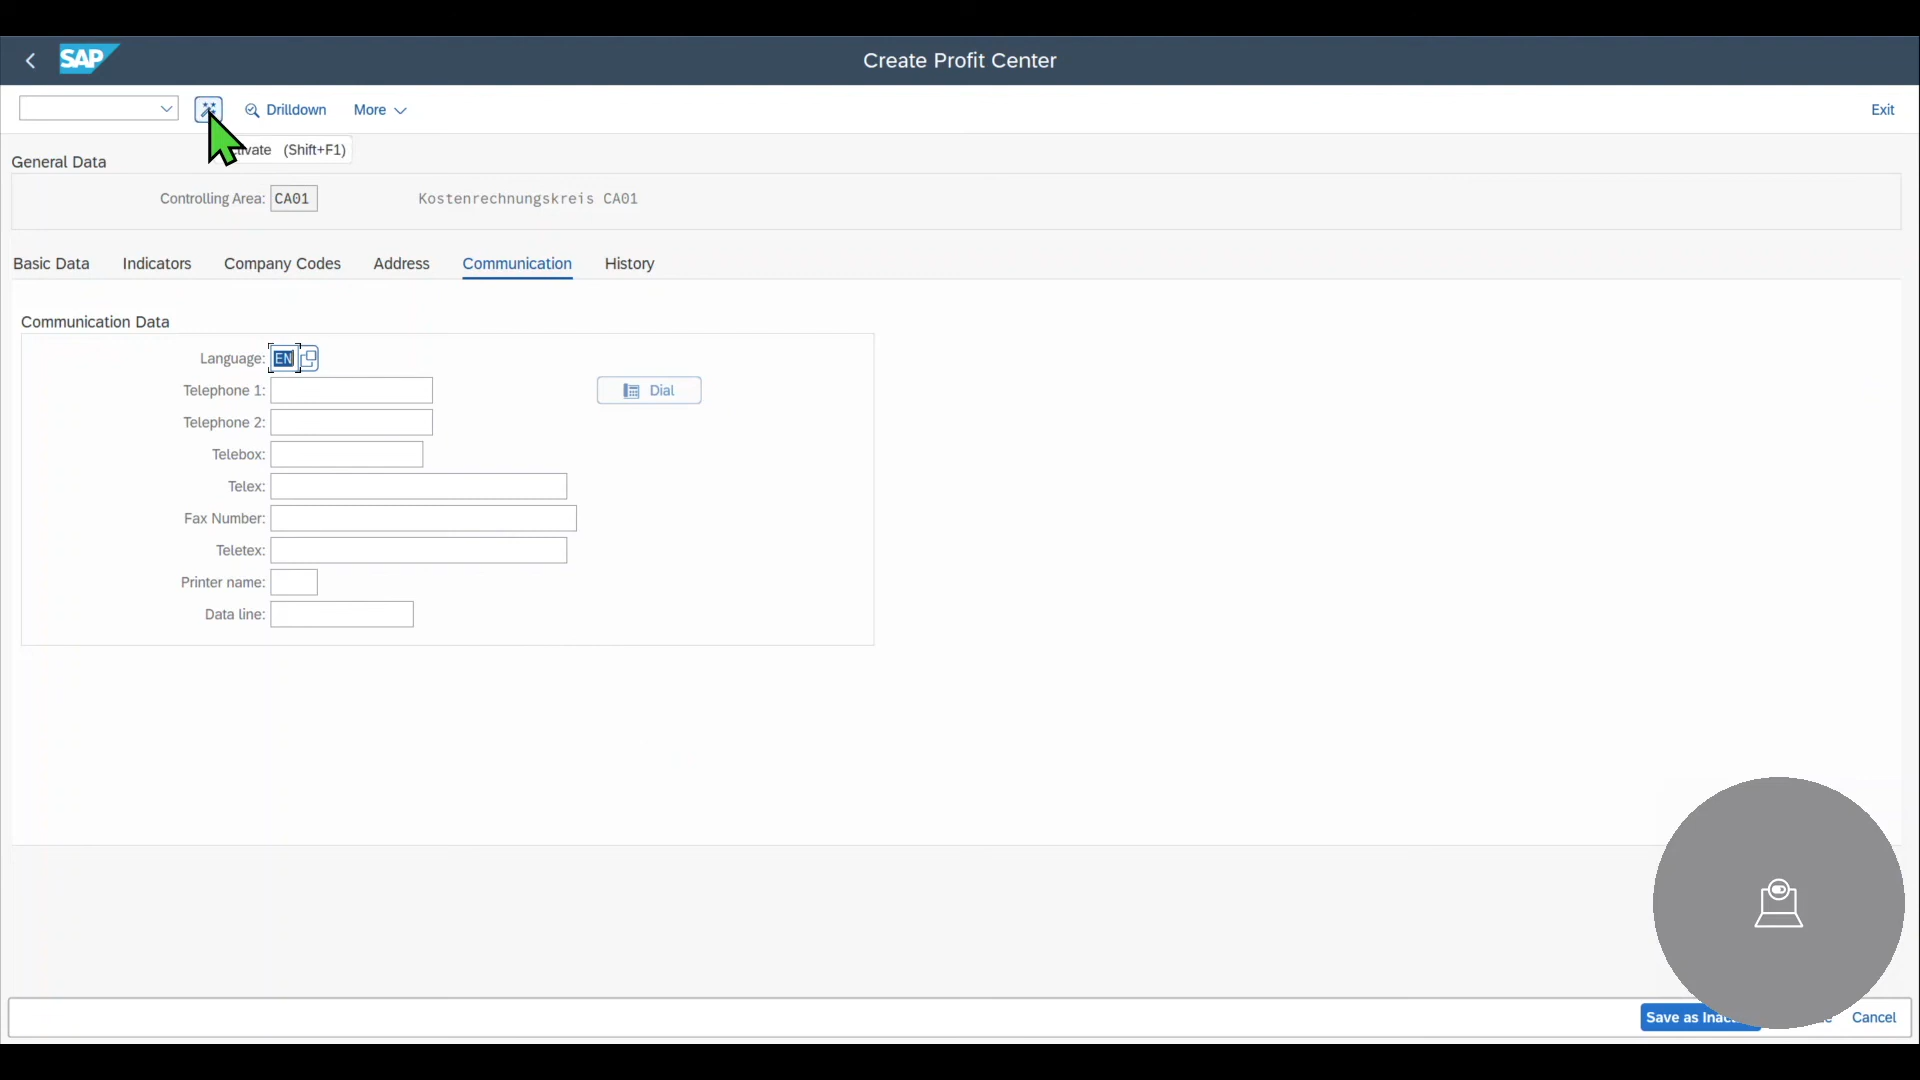 SAP
Create Profit Center
Drilldown More Exit
(Shift+F1)
General Data
Controlling Area: CA01 Kostenrechnungskreis CA01
Basic Data Indicators Company Codes Address Communication History
Communication Data
Language: EN
Telephone 1: Dial
Telephone 2:
Telebox:
Telex:
Fax Number:
Teletex:
Printer name:
Data line:
Save as Cancel